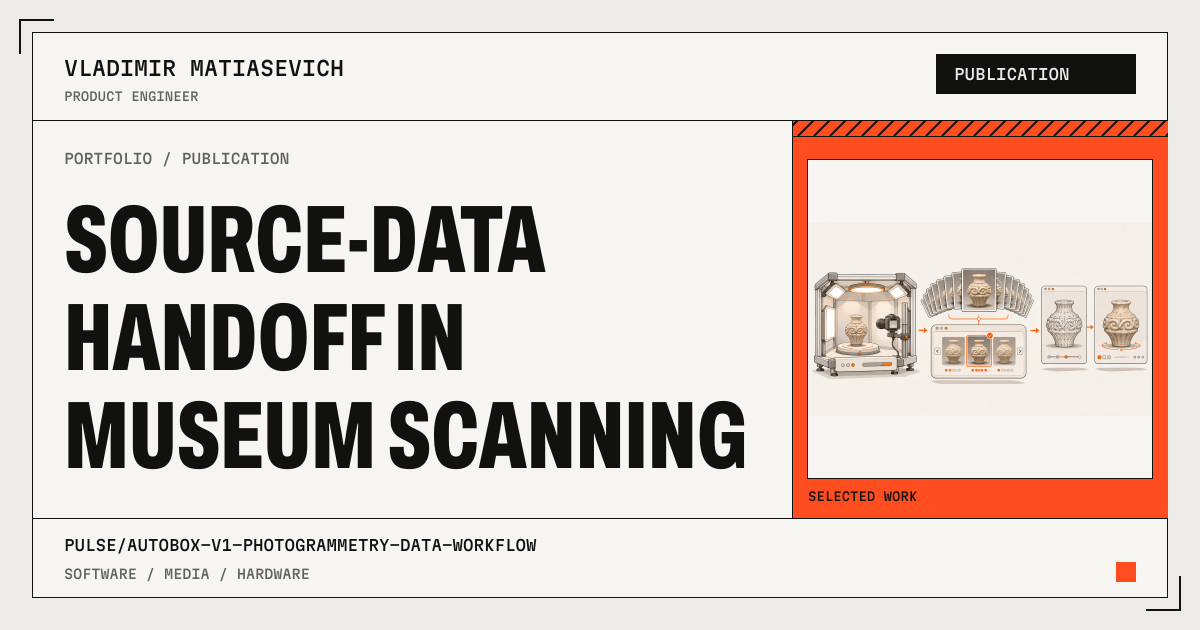 VLADIMIR MATIASEVICH
PRODUCT ENGINEER
PUBLICATION
PORTFOLIO / PUBLICATION
SOURCE-DATA
HANDOFF IN
MUSEUM SCANNING
SELECTED WORK
PULSE/AUTOBOX–V1–PHOTOGRAMMETRY–DATA–WORKFLOW
SOFTWARE / MEDIA / HARDWARE